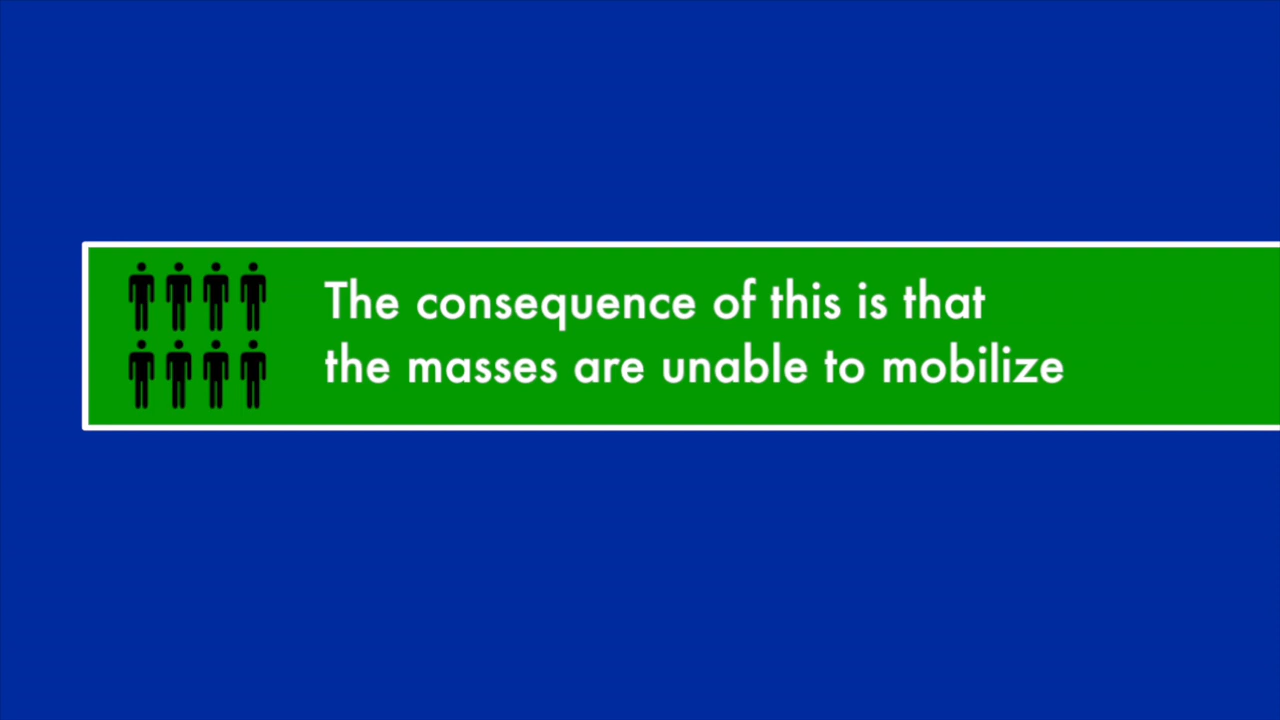 The consequence of this is that
the masses are unable to mobilize